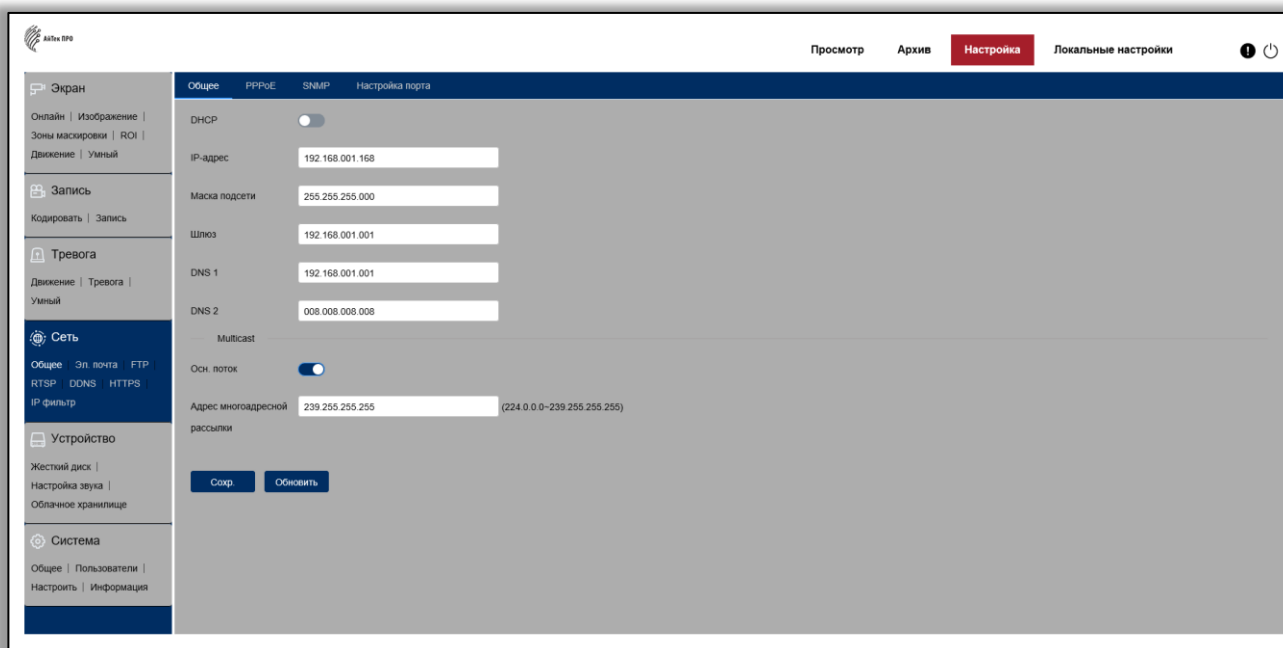 АйТек ПРО
Просмотр Архив Настройка Локальные настройки
Экран
Онлайн | Изображение |
Зоны маскировки | ROI |
Движение | Умный
Запись
Кодировать | Запись
Тревога
Движение | Тревога |
Умный
Сеть
Общее | Эл. почта | FTP |
RTSP | DDNS | HTTPS |
IP фильтр
Устройство
Жесткий диск |
Настройка звука |
Облачное хранилище
Система
Общее | Пользователи |
Настроить | Информация
Общее PPPoE SNMP Настройка порта
DHCP
IP-адрес 192.168.001.168
Маска подсети 255.255.255.000
Шлюз 192.168.001.001
DNS 1 192.168.001.001
DNS 2 008.008.008.008
Multicast
Осн. поток
Адрес многоадресной 239.255.255.255 (224.0.0.0~239.255.255.255)
рассылки
Сохр. Обновить